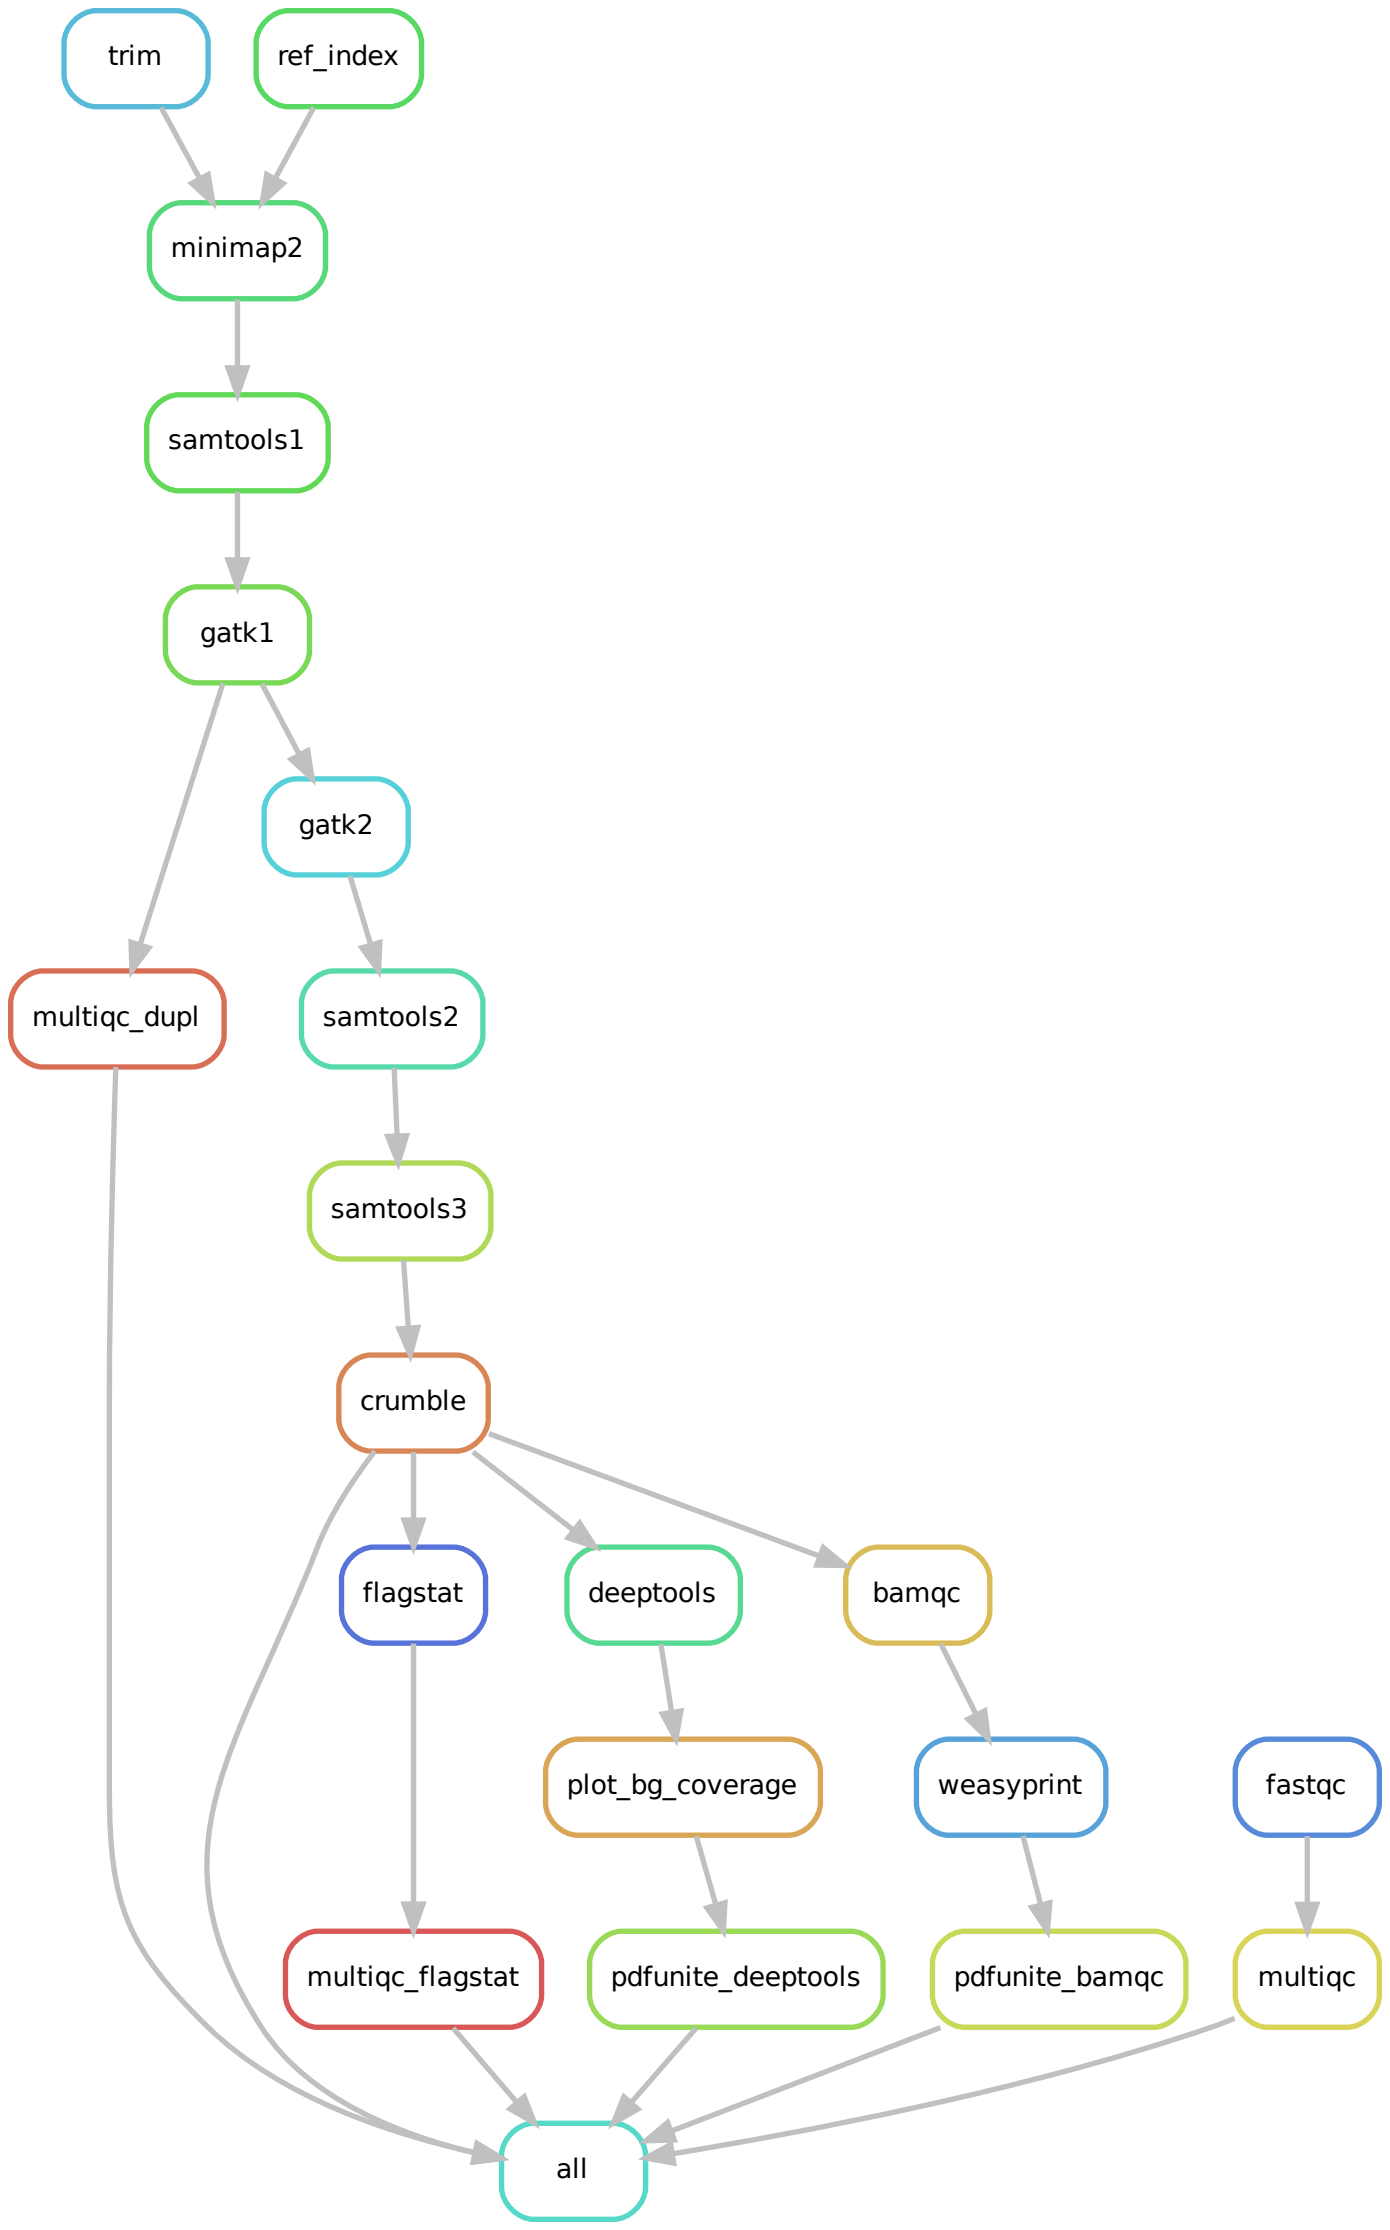 trim
ref_index
minimap2
samtools1
gatk1
gatk2
multiqc_dupl
samtools2
samtools3
crumble
flagstat
deeptools
bamqc
plot_bg_coverage
weasyprint
fastqc
multiqc_flagstat
pdfunite_deeptools
pdfunite_bamqc
multiqc
all